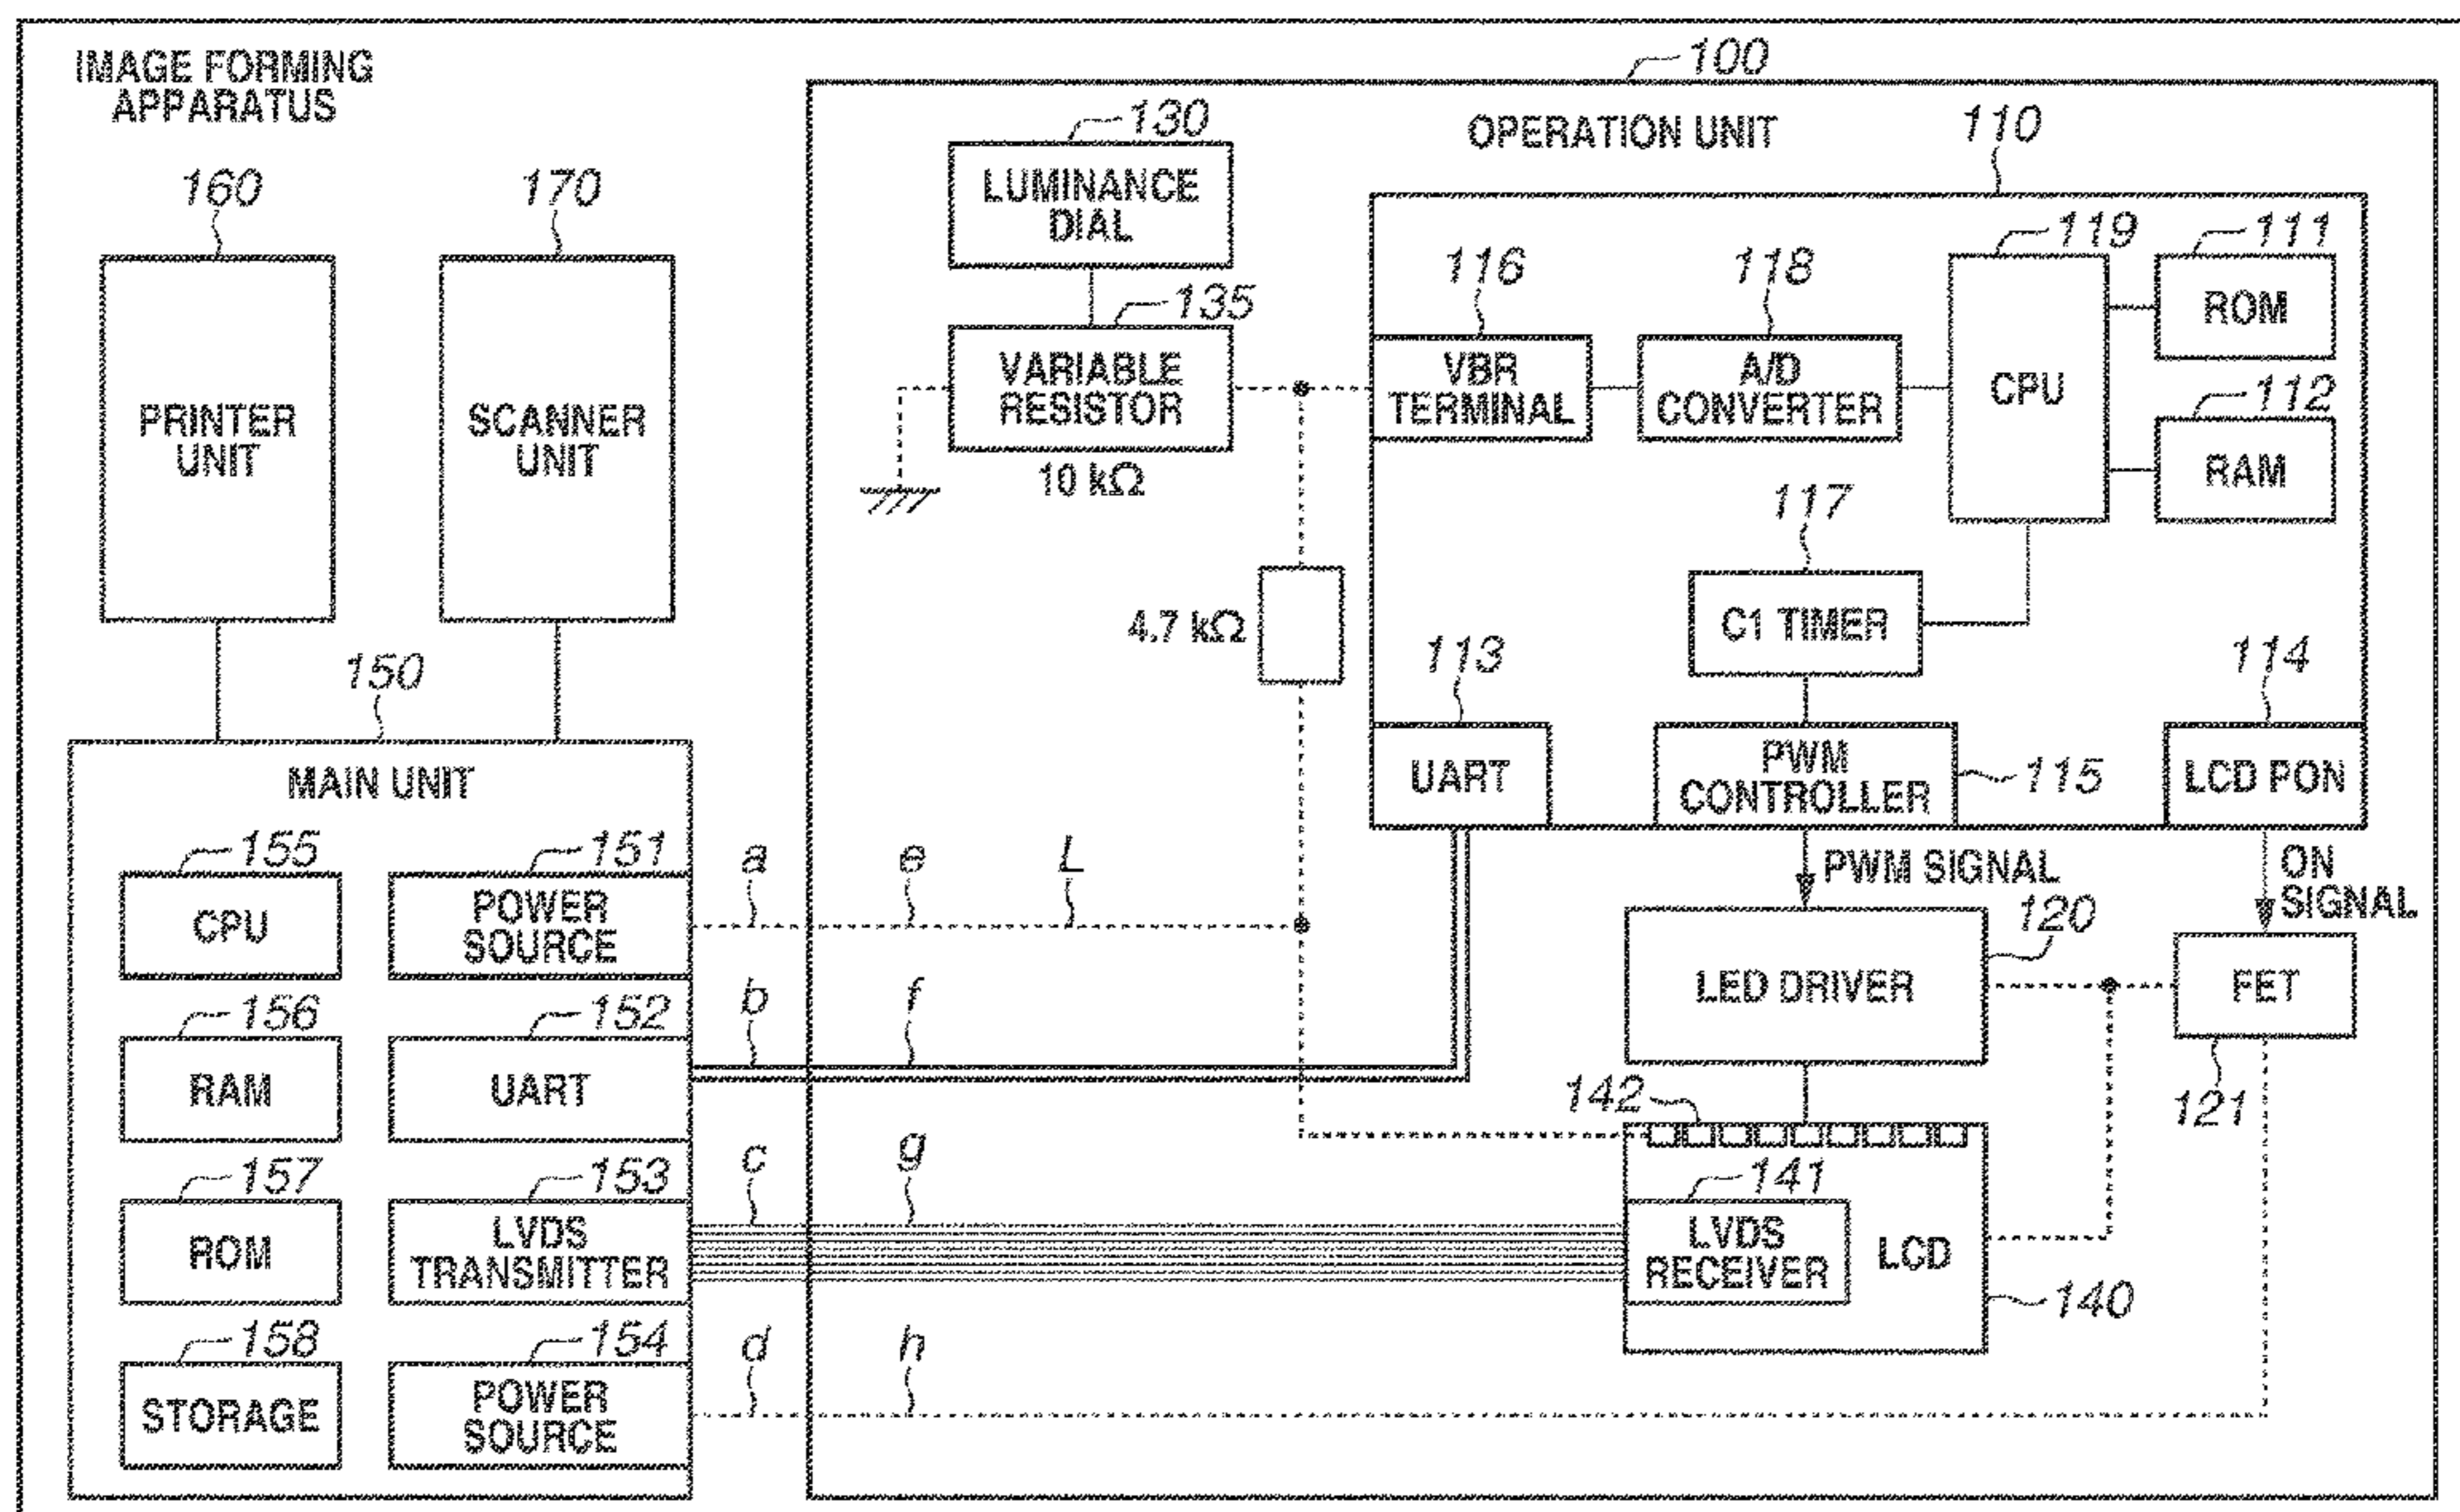 IMAGE FORMING
APPARATUS
100
130
OPERATION UNIT
110
160
170
LUMINANCE
DIAL
119
111
116
118
135
ROM
VARIABLE
RESISTOR
VBR
TERMINAL
A/D
CONVERTER
CPU
112
PRINTER
UNIT
SCANNER
UNIT
10 kΩ
RAM
117
4.7 kΩ
C1 TIMER
150
113
114
MAIN UNIT
UART
PWM
CONTROLLER
115
LCD PON
155
151
a
e
L
PWM SIGNAL
ON
SIGNAL
CPU
POWER
SOURCE
120
LED DRIVER
FET
156
152
b
f
RAM
UART
142
121
157
153
c
g
141
ROM
LVDS
TRANSMITTER
LVDS
RECEIVER
LCD
140
158
154
d
h
STORAGE
POWER
SOURCE